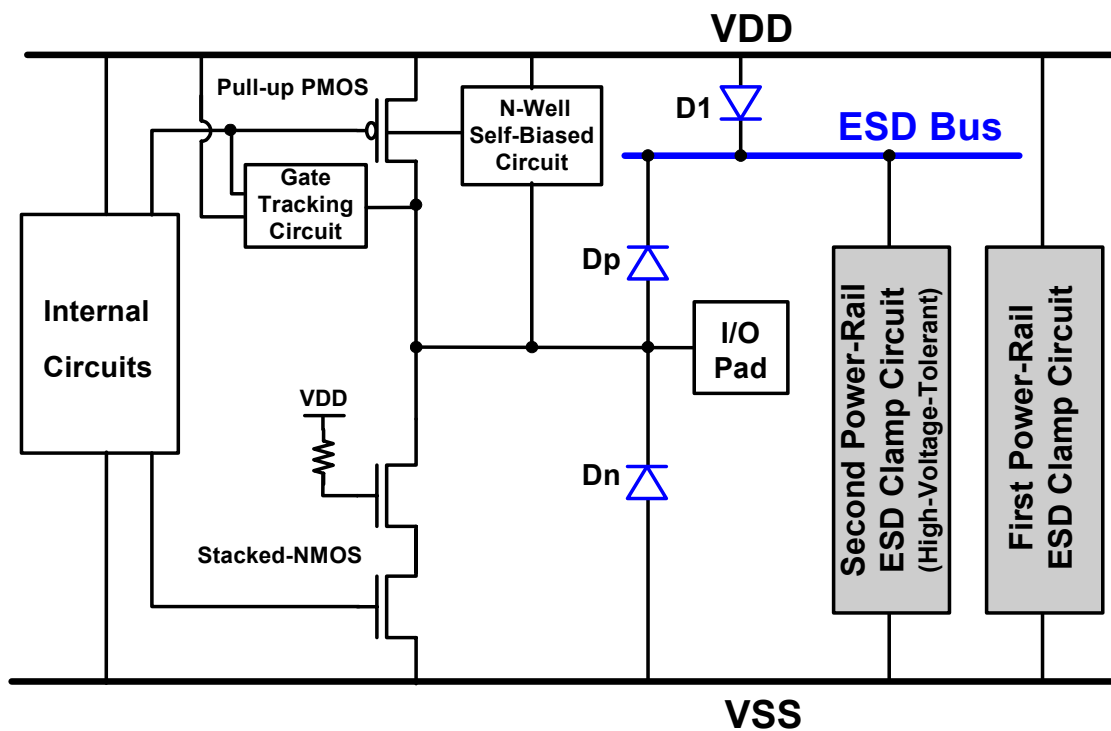 VDD
Pull-up PMOS
N-Well
Self-Biased
Circuit
D1
ESD Bus
Gate
Tracking
Circuit
Internal
Circuits
Dp
I/O
Pad
VDD
Dn
Stacked-NMOS
Second Power-Rail
ESD Clamp Circuit
(High-Voltage-Tolerant)
First Power-Rail
ESD Clamp Circuit
VSS